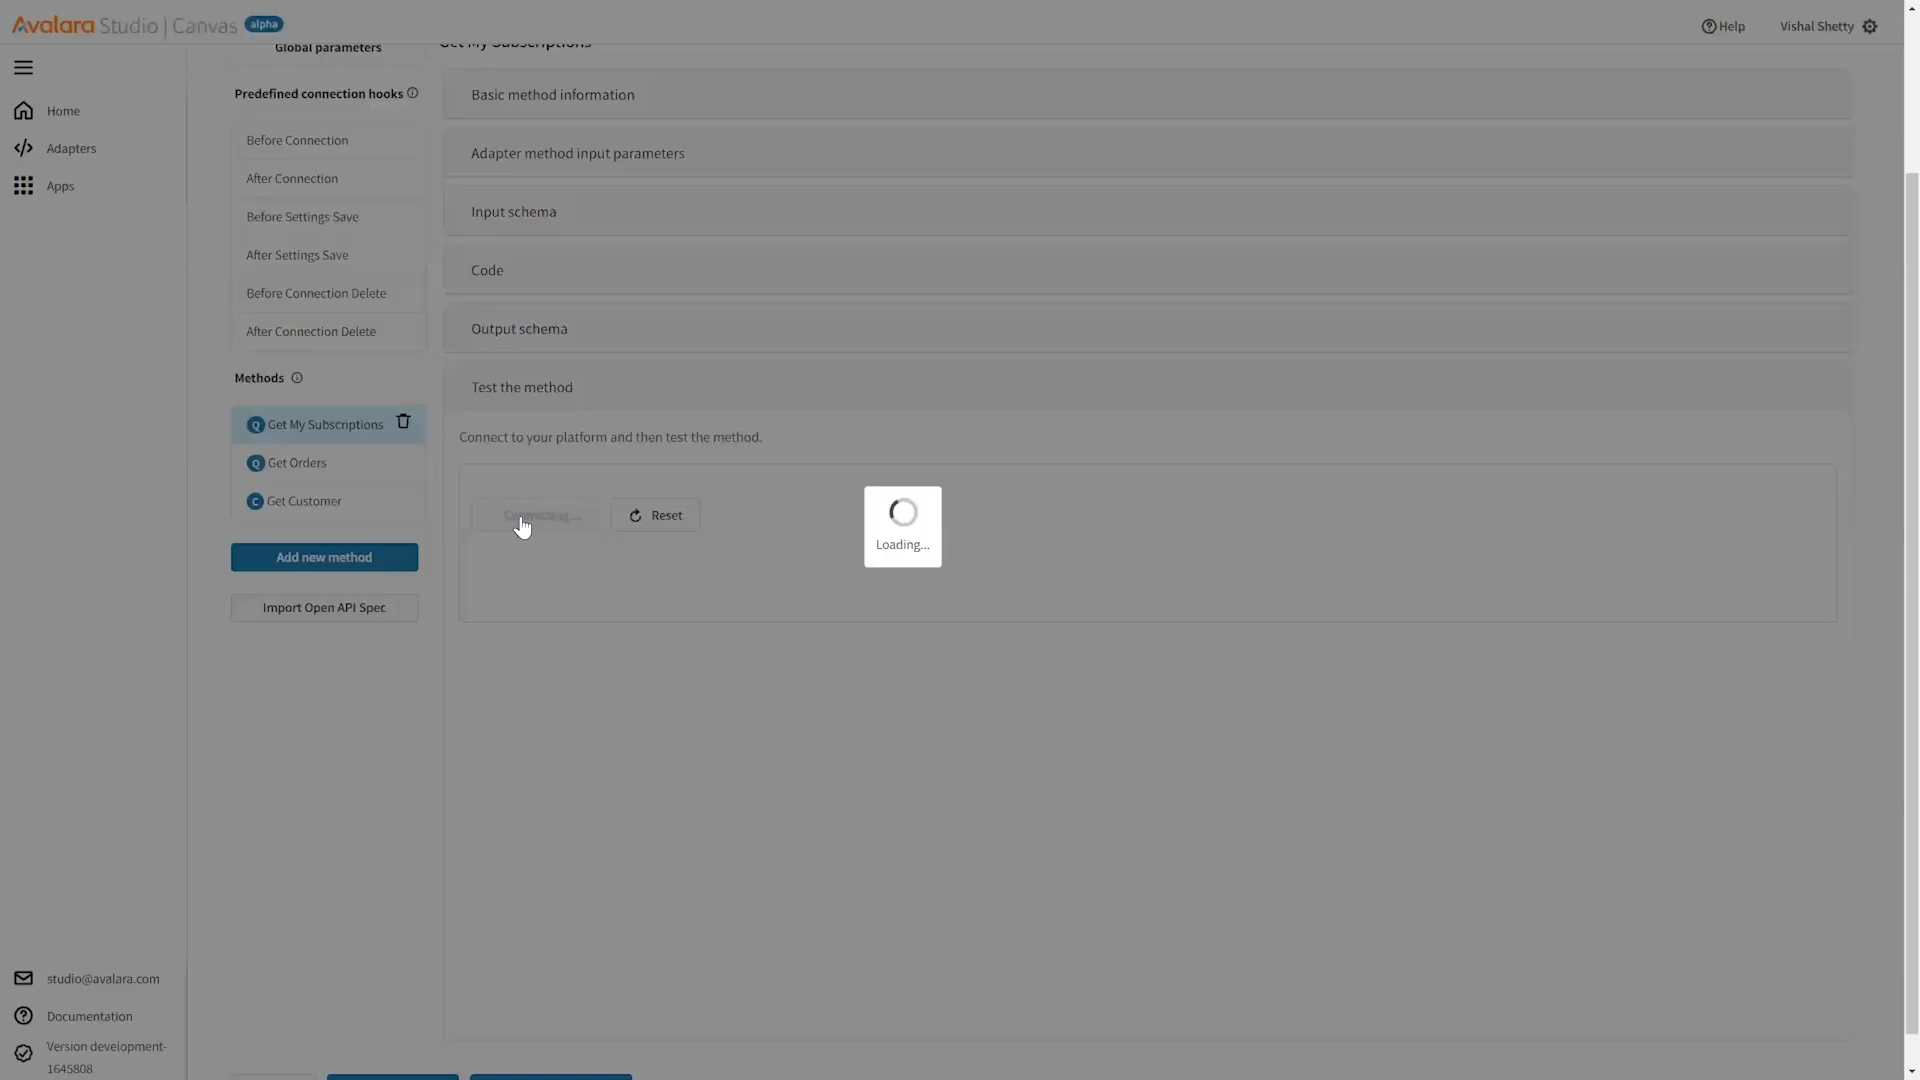 Avalara Studio | Canvas alpha
Help
Vishal Shetty
Global parameters
Get My Subscriptions
Home
Adapters
Apps
Predefined connection hooks
Before Connection
After Connection
Before Settings Save
After Settings Save
Before Connection Delete
After Connection Delete
Methods
Q Get My Subscriptions
Q Get Orders
C Get Customer
Add new method
Import Open API Spec
Basic method information
Adapter method input parameters
Input schema
Code
Output schema
Test the method
Connect to your platform and then test the method.
Connecting...
Reset
Loading...
studio@avalara.com
Documentation
Version development-
1645808